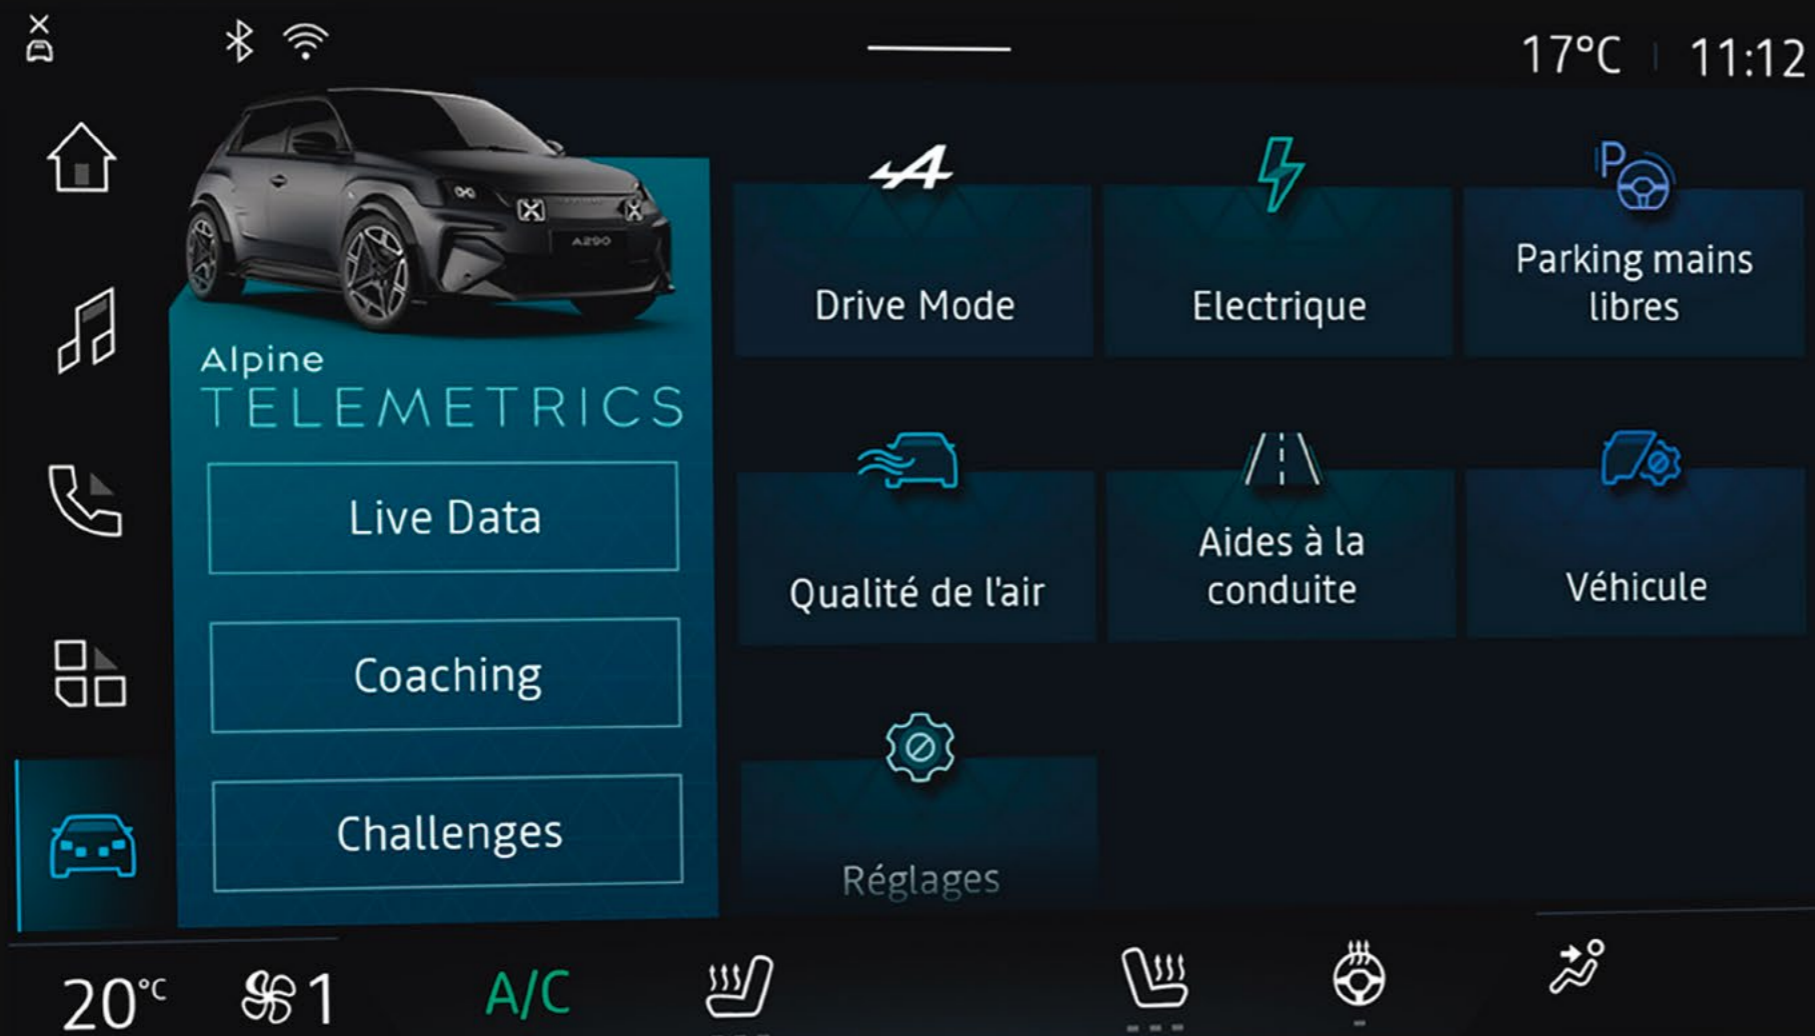 17°C
11:12
A290
Alpine
TELEMETRICS
Live Data
Coaching
Challenges
Drive Mode
Electrique
P
Parking mains
libres
Qualité de l'air
Aides à la
conduite
Véhicule
Réglages
20°C
1
A/C